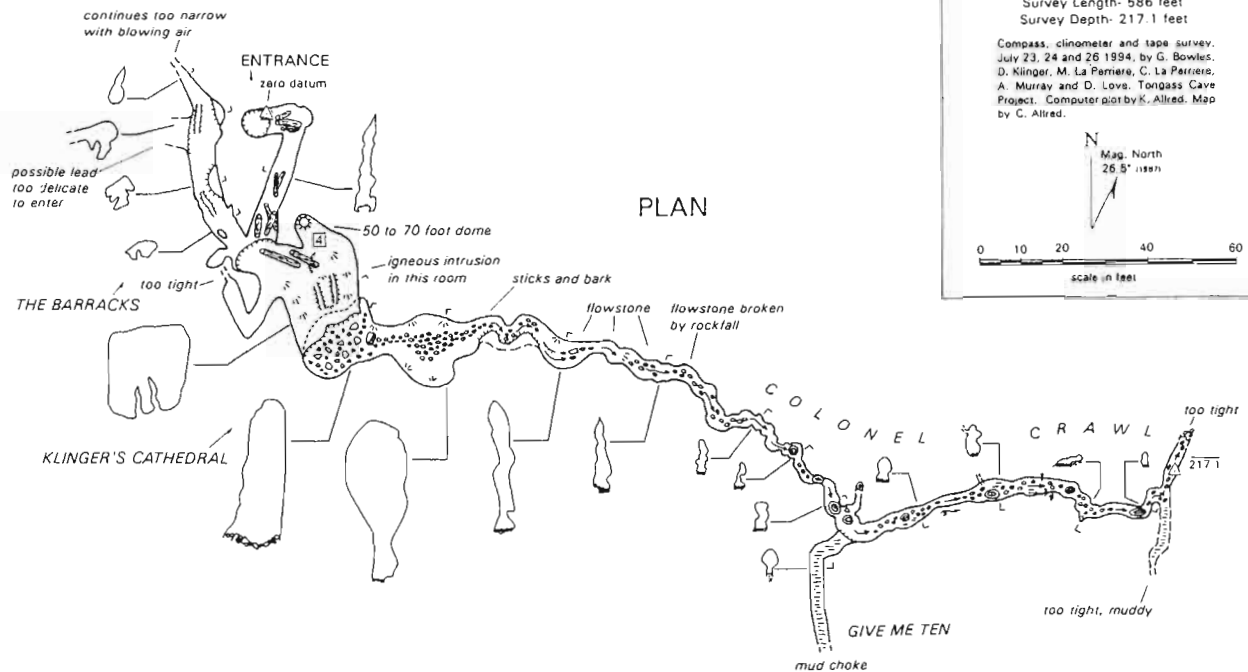 Survey Length- 586 feet
Survey Depth- 217.1 feet
Compass, clinometer and tape survey.
July 23, 24 and 26 1994, by G. Bowles,
D. Klinger, M. La Perriere, C. La Perriere,
A. Murray and D. Love. Tongass Cave
Project. Computer plot by K. Allred. Map
by C. Allred.
N
Mag. North
26.5°
0 10 20 40 60
scale in feet
continues too narrow
with blowing air
ENTRANCE
zero datum
possible lead
too delicate
to enter
PLAN
50 to 70 foot dome
4
igneous intrusion
in this room
too tight
THE BARRACKS
sticks and bark
flowstone
flowstone broken
by rockfall
KLINGER'S CATHEDRAL
COLONEL CRAWL
too tight
217 1
too tight, muddy
GIVE ME TEN
mud choke